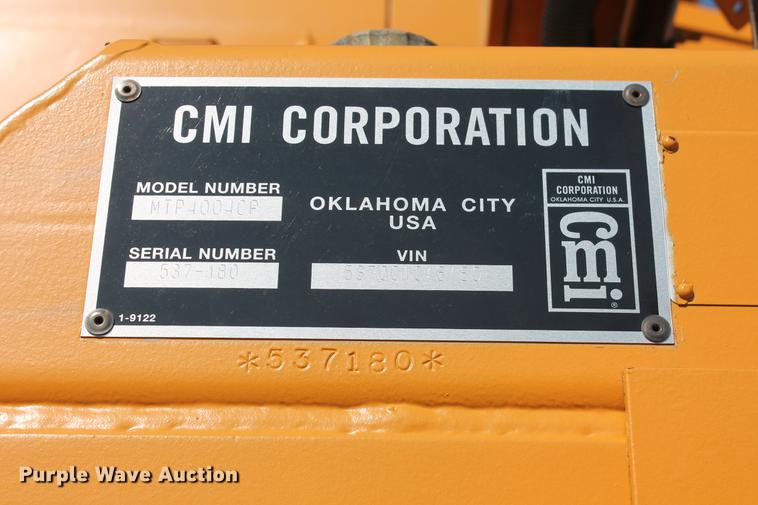 CMI CORPORATION
MODEL NUMBER
MTP4004CP
OKLAHOMA CITY
USA
SERIAL NUMBER
537-180
VIN
1-9122
CMI
CORPORATION
OKLAHOMA CITY U.S.A.
Cmi
®
*537180*
Purple Wave Auction